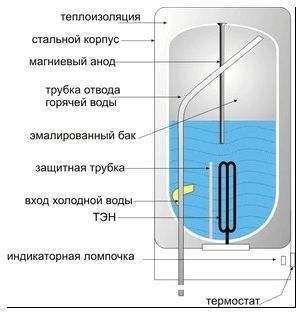 теплоизоляция
стальной корпус
магниевый анод
трубка отвода
горячей воды
эмалированный бак
защитная трубка
вход холодной воды
ТЭН
индикаторная ломпочка
термостат